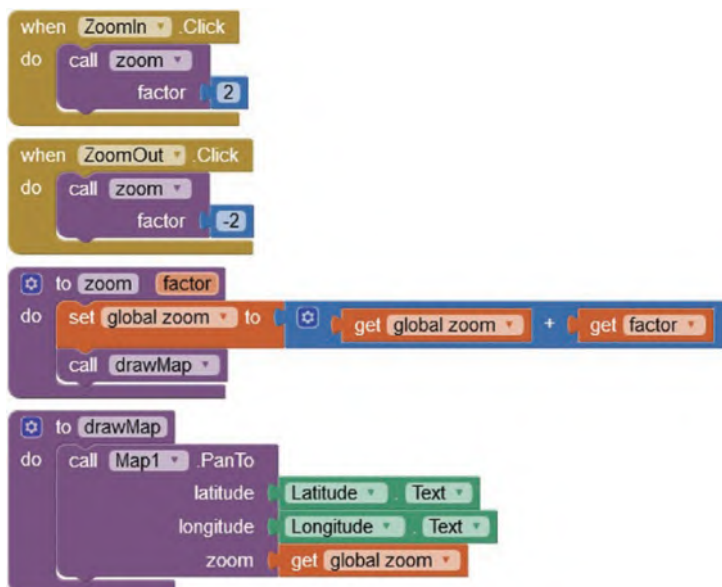 when ZoomIn .Click
do call zoom
factor 2
when ZoomOut .Click
do call zoom
factor -2
to zoom factor
do set global zoom to get global zoom + get factor
call drawMap
to drawMap
do call Map1 .PanTo
latitude Latitude . Text
longitude Longitude . Text
zoom get global zoom